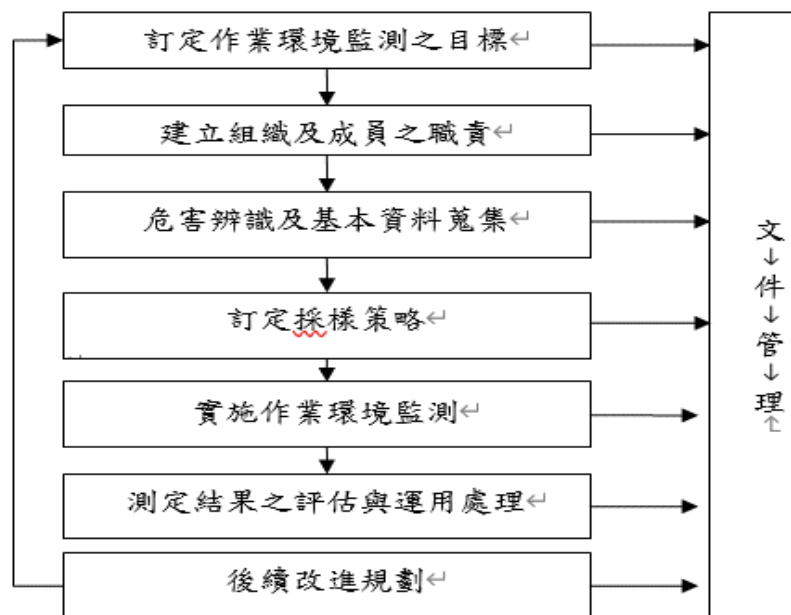 訂定作業環境監測之目標
建立組織及成員之職責
危害辨識及基本資料蒐集
訂定採樣策略
實施作業環境監測
測定結果之評估與運用處理
後續改進規劃
文
件
管
理